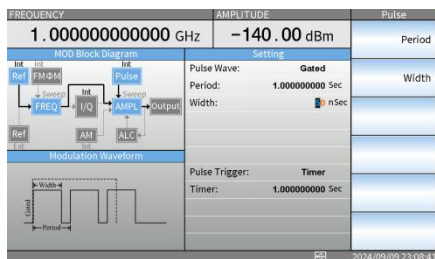 FREQUENCY AMPLITUDE Pulse
1.000000000000 GHz -140.00 dBm
Period
Width
MOD Block Diagram
Int Int Int
Ref FMΦM Pulse
Sweep Sweep
FREQ I/Q AMPL Output
Int
Ref AM ALC
Ext
Modulation Waveform
Width
Gated
Period
Setting
Pulse Wave: Gated
Period: 1.000000000 Sec
Width: nSec
Pulse Trigger: Timer
Timer: 1.000000000 Sec
2024/09/09 23:08:41